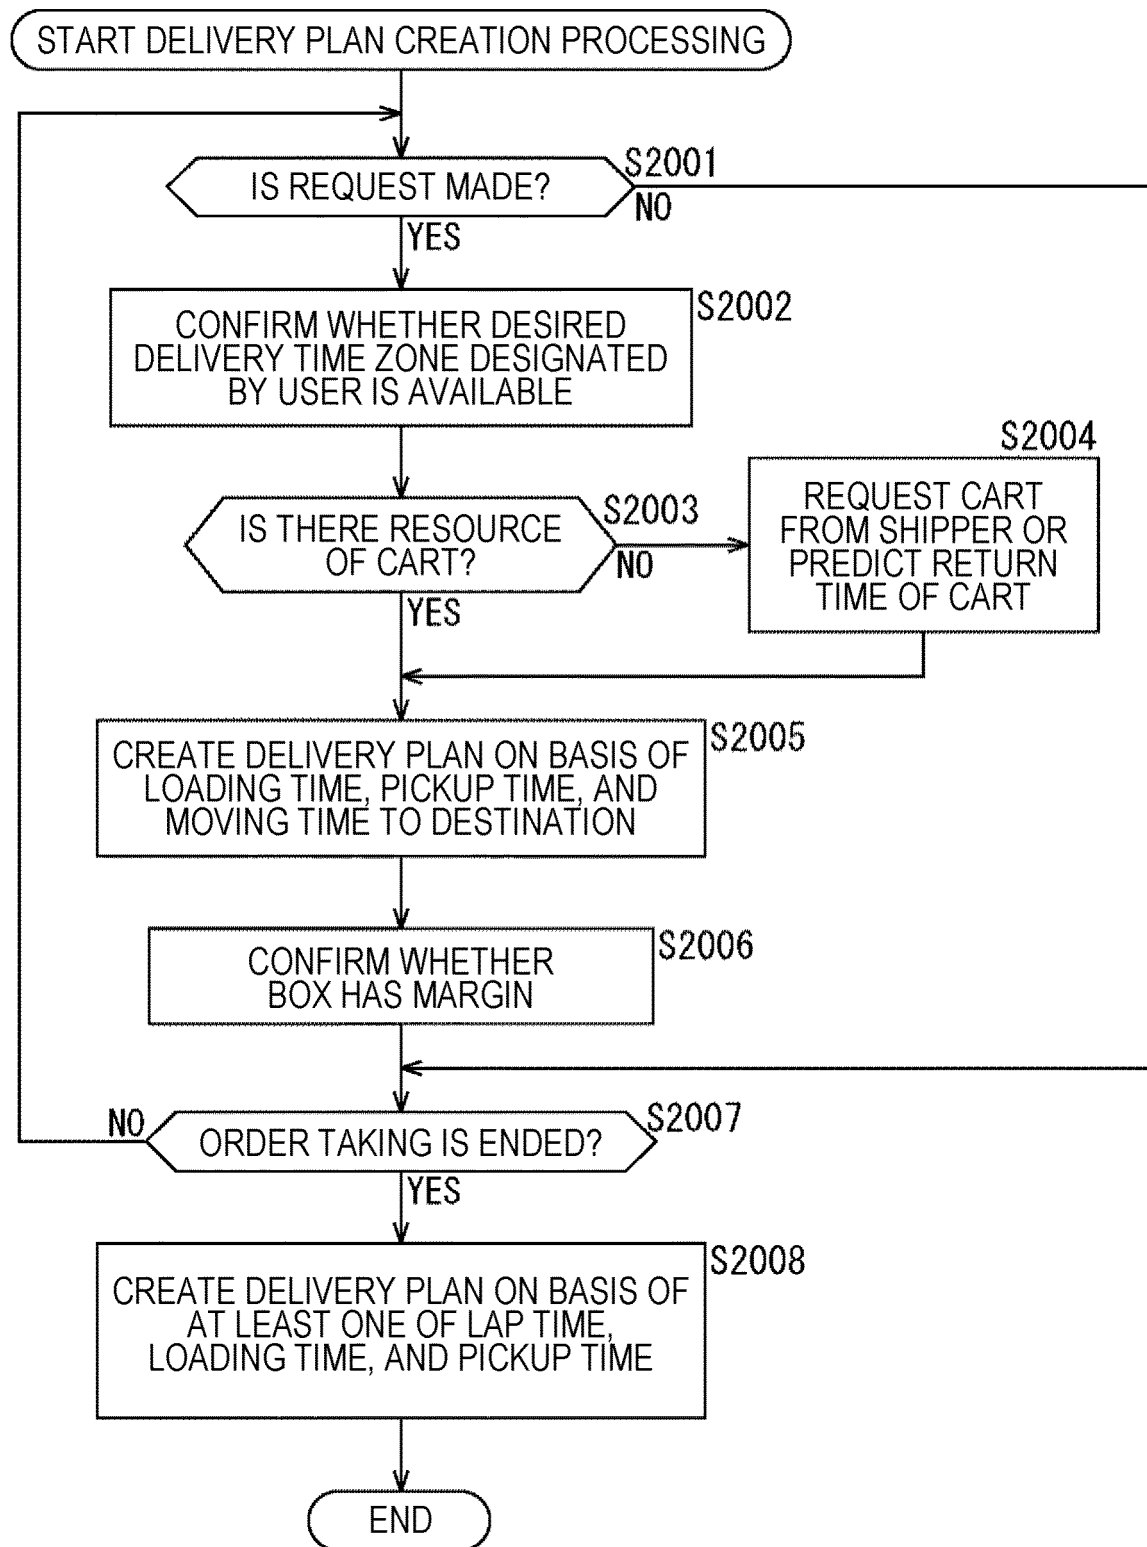 START DELIVERY PLAN CREATION PROCESSING
IS REQUEST MADE?
S2001
NO
YES
CONFIRM WHETHER DESIRED
DELIVERY TIME ZONE DESIGNATED
BY USER IS AVAILABLE
S2002
IS THERE RESOURCE
OF CART?
S2003
NO
YES
S2004
REQUEST CART
FROM SHIPPER OR
PREDICT RETURN
TIME OF CART
CREATE DELIVERY PLAN ON BASIS OF
LOADING TIME, PICKUP TIME, AND
MOVING TIME TO DESTINATION
S2005
CONFIRM WHETHER
BOX HAS MARGIN
S2006
NO
ORDER TAKING IS ENDED?
S2007
YES
CREATE DELIVERY PLAN ON BASIS OF
AT LEAST ONE OF LAP TIME,
LOADING TIME, AND PICKUP TIME
S2008
END